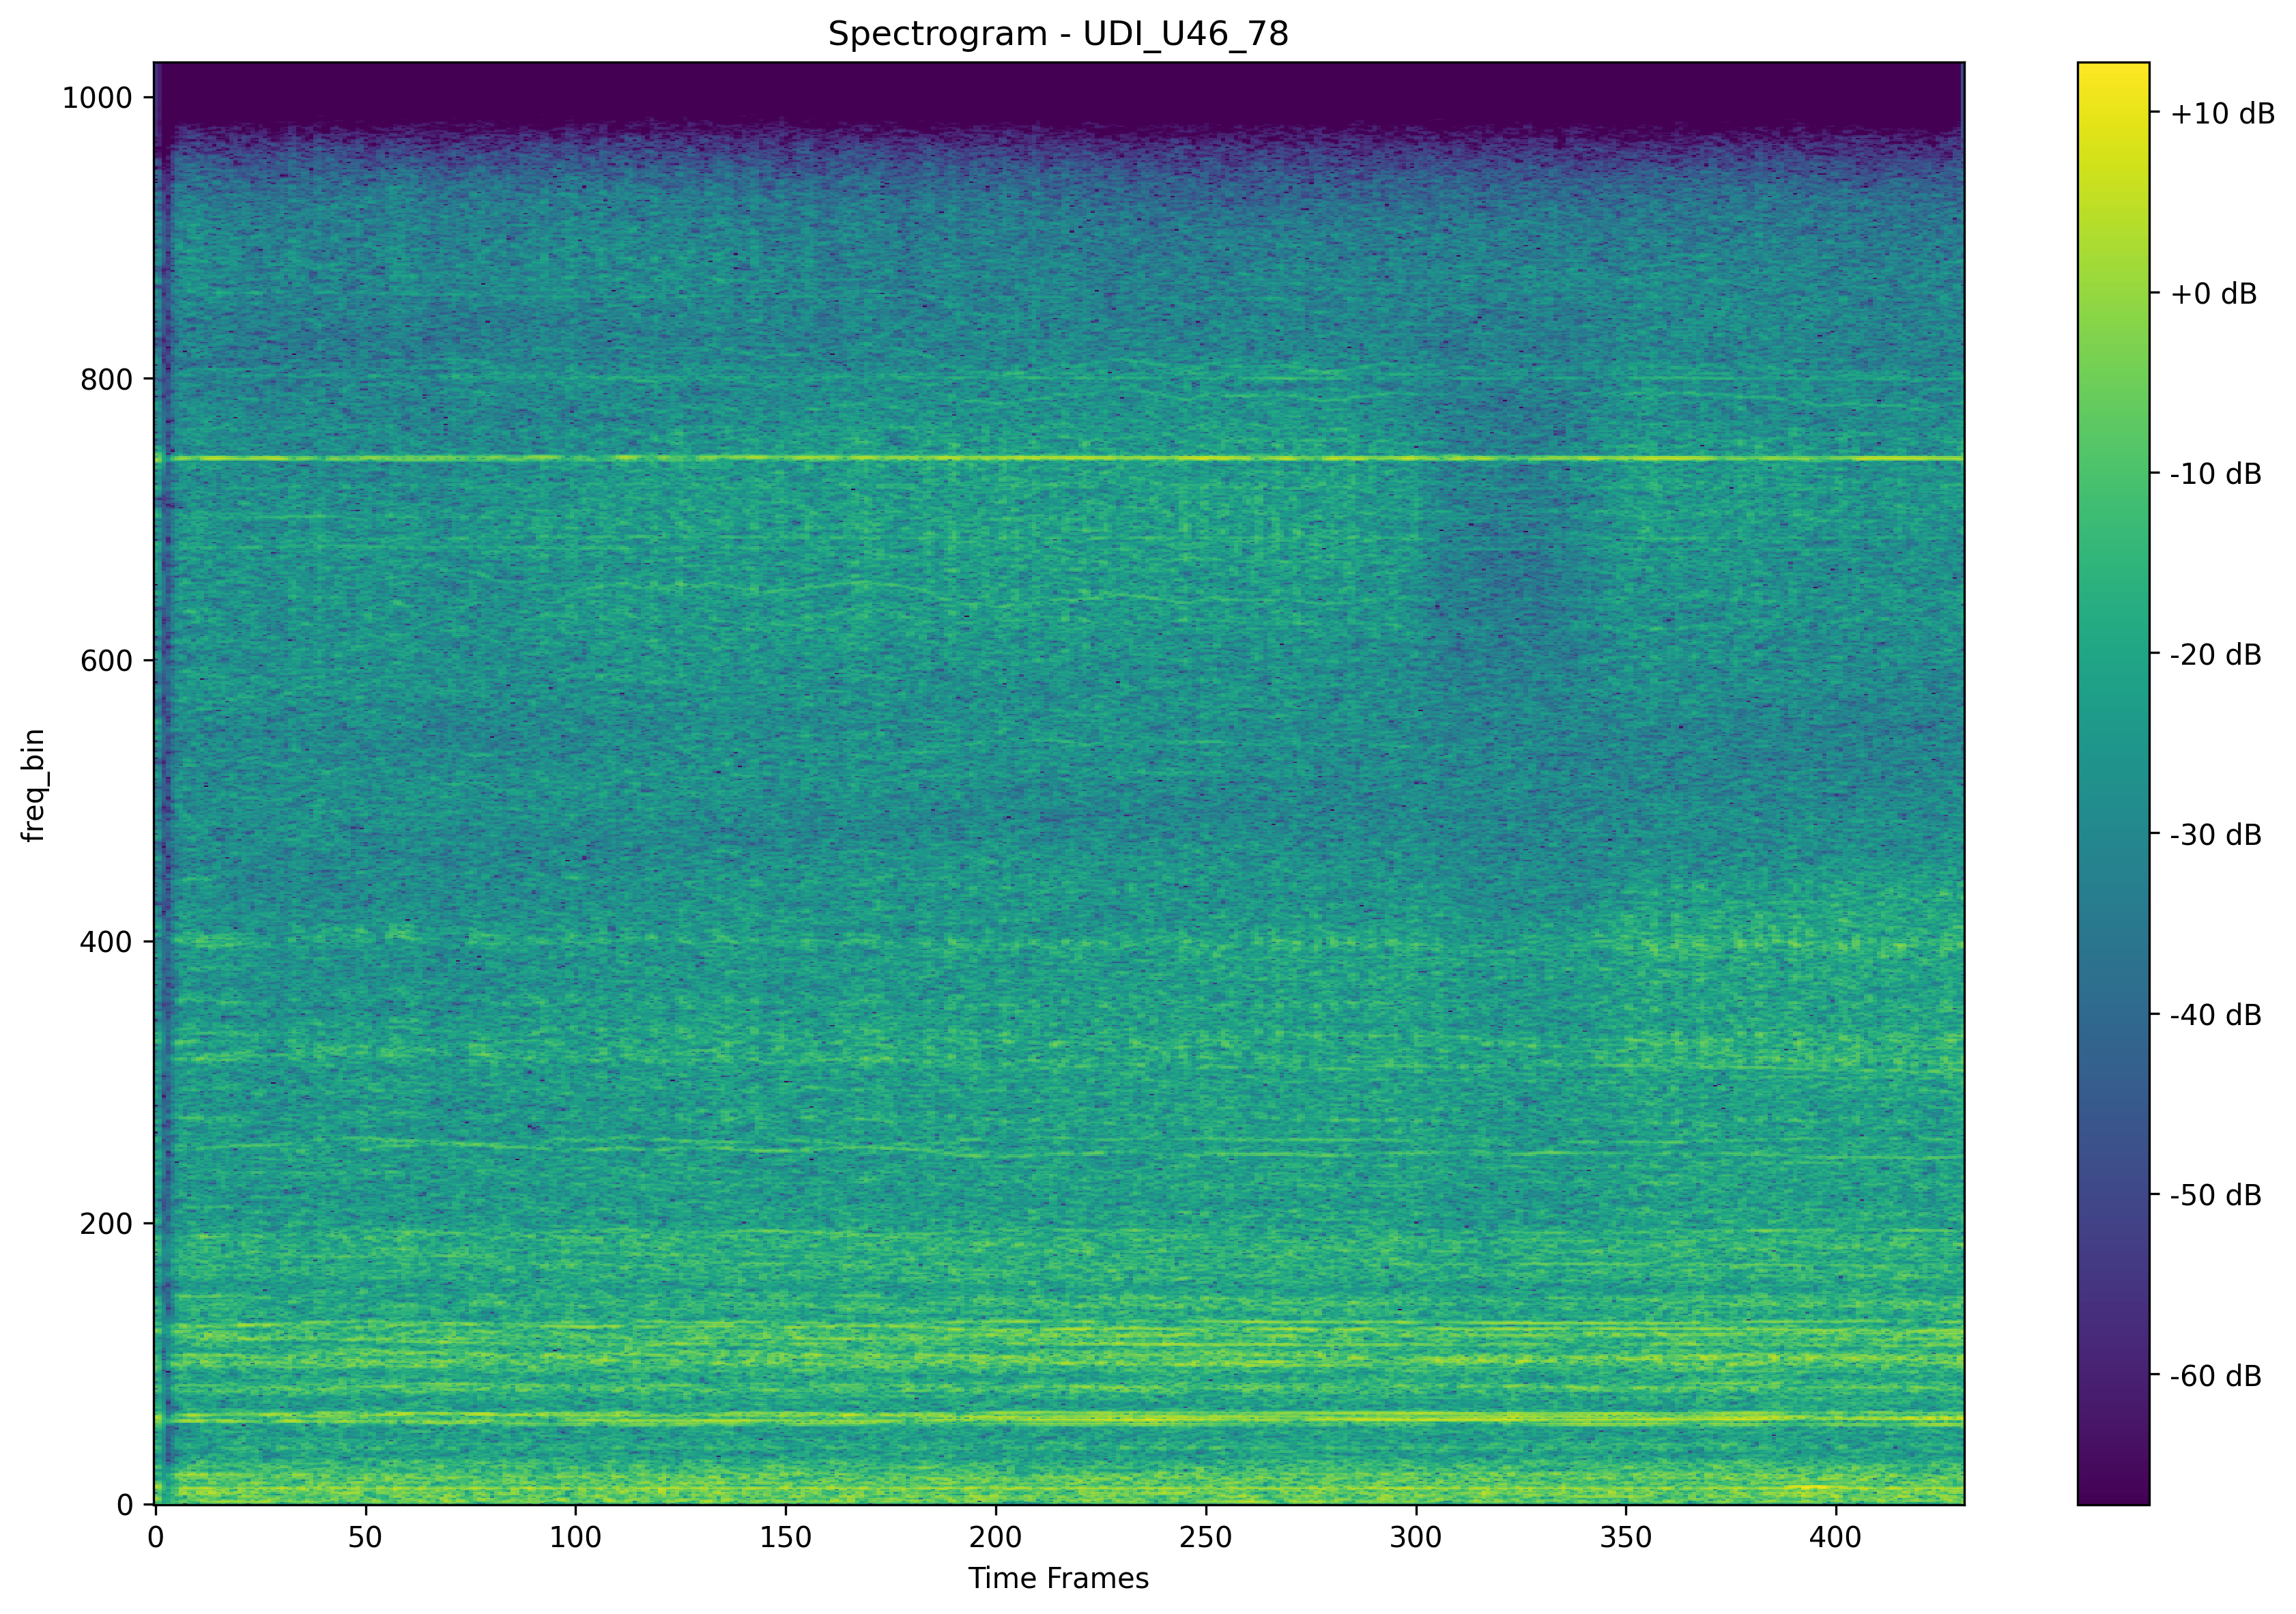 Spectrogram - UDI_U46_78
1000
800
600
400
200
0
freq_bin
0 50 100 150 200 250 300 350 400
Time Frames
+10 dB
+0 dB
-10 dB
-20 dB
-30 dB
-40 dB
-50 dB
-60 dB